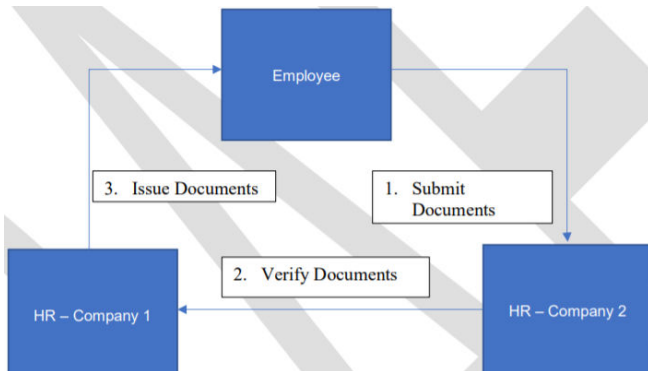 Employee
3. Issue Documents
1. Submit
Documents
2. Verify Documents
HR – Company 1
HR – Company 2